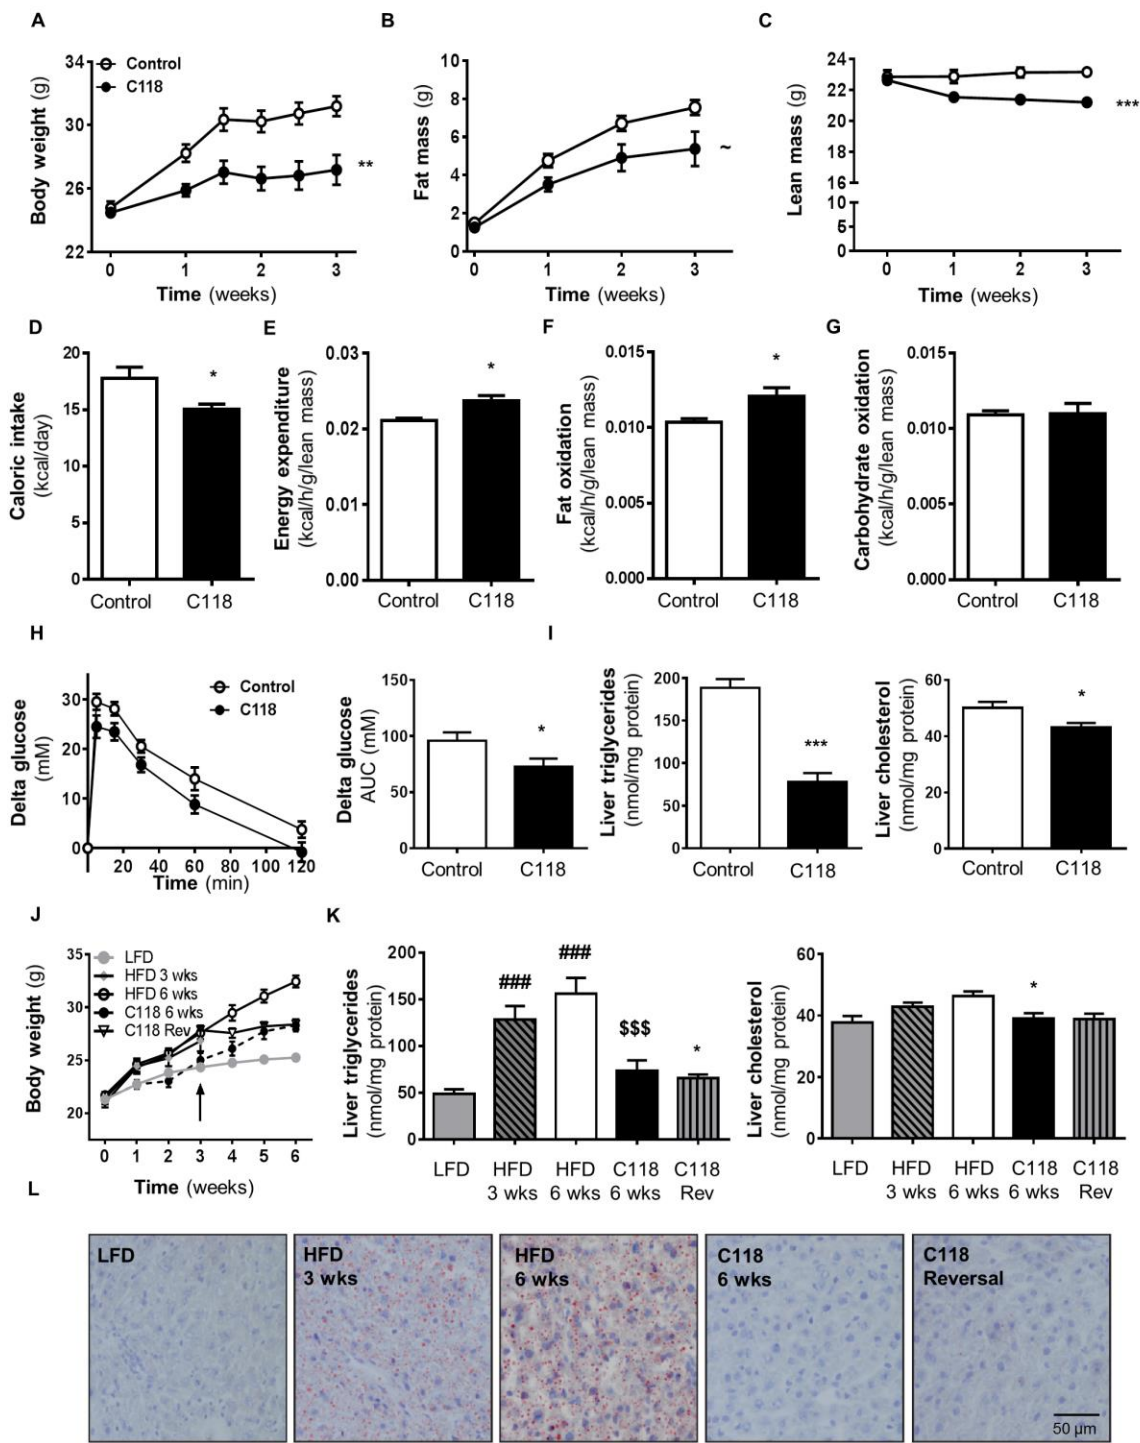 A
B
C
Body weight (g)
34
30
26
22
Control
C118
**
0 1 2 3
Time (weeks)
Fat mass (g)
10
8
6
4
2
0
~
0 1 2 3
Time (weeks)
Lean mass (g)
24
22
20
18
16
10
5
0
***
0 1 2 3
Time (weeks)
D
E
F
G
Caloric intake
(kcal/day)
20
15
10
5
0
*
Control C118
Energy expenditure
(kcal/h/g/lean mass)
0.03
0.02
0.01
0.00
*
Control C118
Fat oxidation
(kcal/h/g/lean mass)
0.015
0.010
0.005
0.000
*
Control C118
Carbohydrate oxidation
(kcal/h/g/lean mass)
0.015
0.010
0.005
0.000
Control C118
H
I
Delta glucose
(mM)
30
20
10
0
Control
C118
20 40 60 80 100 120
Time (min)
Delta glucose
AUC (mM)
150
100
50
0
*
Control C118
Liver triglycerides
(nmol/mg protein)
200
150
100
50
0
***
Control C118
Liver cholesterol
(nmol/mg protein)
60
40
20
0
*
Control C118
J
K
Body weight (g)
35
30
25
20
LFD
HFD 3 wks
HFD 6 wks
C118 6 wks
C118 Rev
0 1 2 3 4 5 6
Time (weeks)
Liver triglycerides
(nmol/mg protein)
200
150
100
50
0
###
###
$$$
*
LFD HFD HFD C118 C118
3 wks 6 wks 6 wks Rev
Liver cholesterol
(nmol/mg protein)
60
40
20
0
*
LFD HFD HFD C118 C118
3 wks 6 wks 6 wks Rev
L
LFD
HFD
3 wks
HFD
6 wks
C118
6 wks
C118
Reversal
50 µm